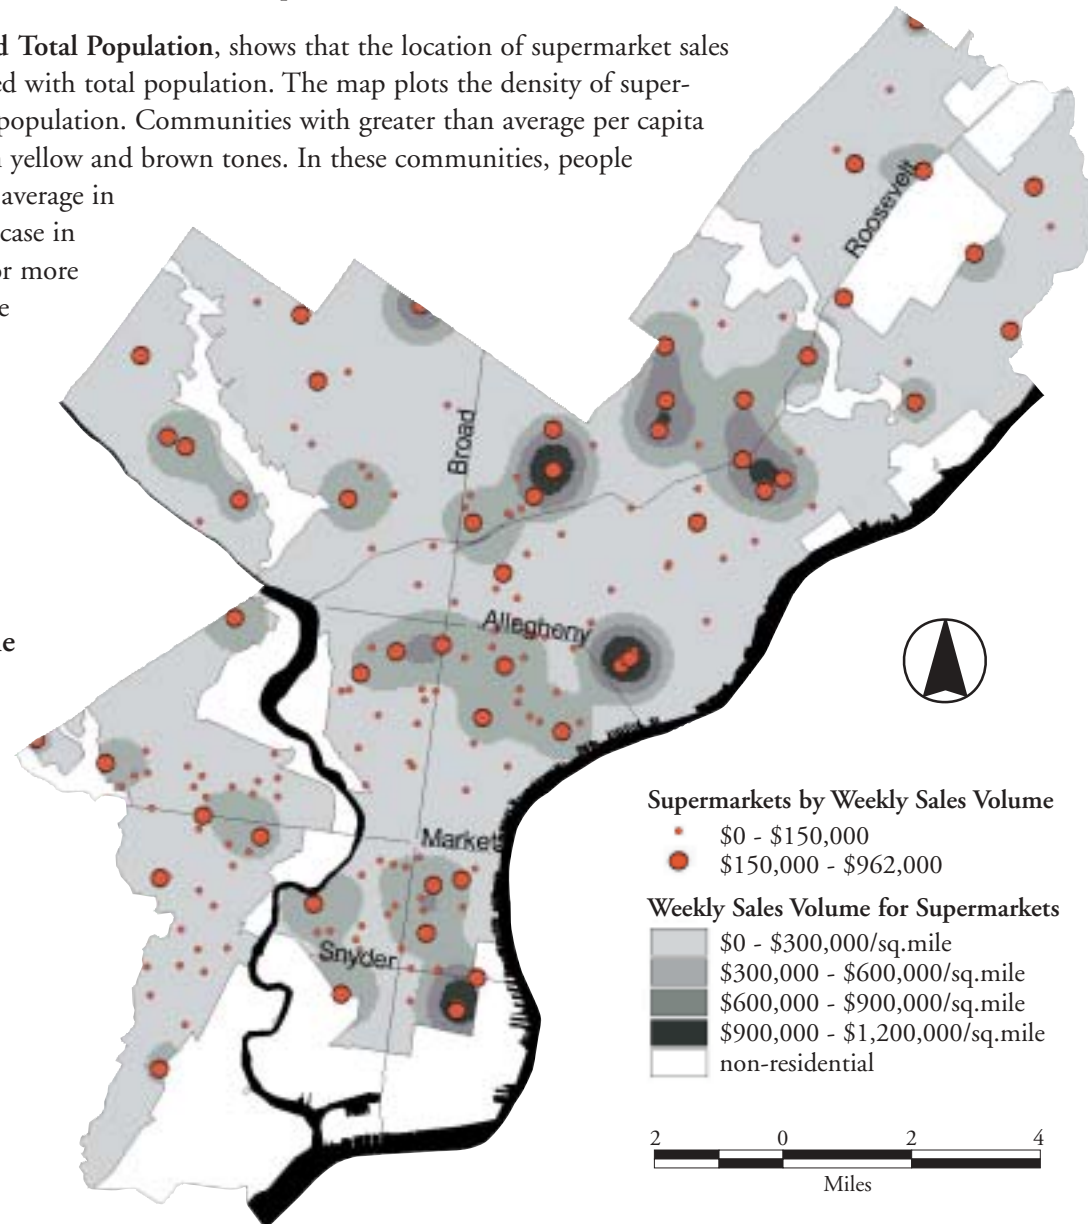 d Total Population, shows that the location of supermarket sales
ed with total population. The map plots the density of super-
population. Communities with greater than average per capita
yellow and brown tones. In these communities, people
average in
case in
or more
Roosevelt
Broad
Allegheny
Market
Snyder
Supermarkets by Weekly Sales Volume
$0 - $150,000
$150,000 - $962,000
Weekly Sales Volume for Supermarkets
$0 - $300,000/sq.mile
$300,000 - $600,000/sq.mile
$600,000 - $900,000/sq.mile
$900,000 - $1,200,000/sq.mile
non-residential
2 0 2 4
Miles